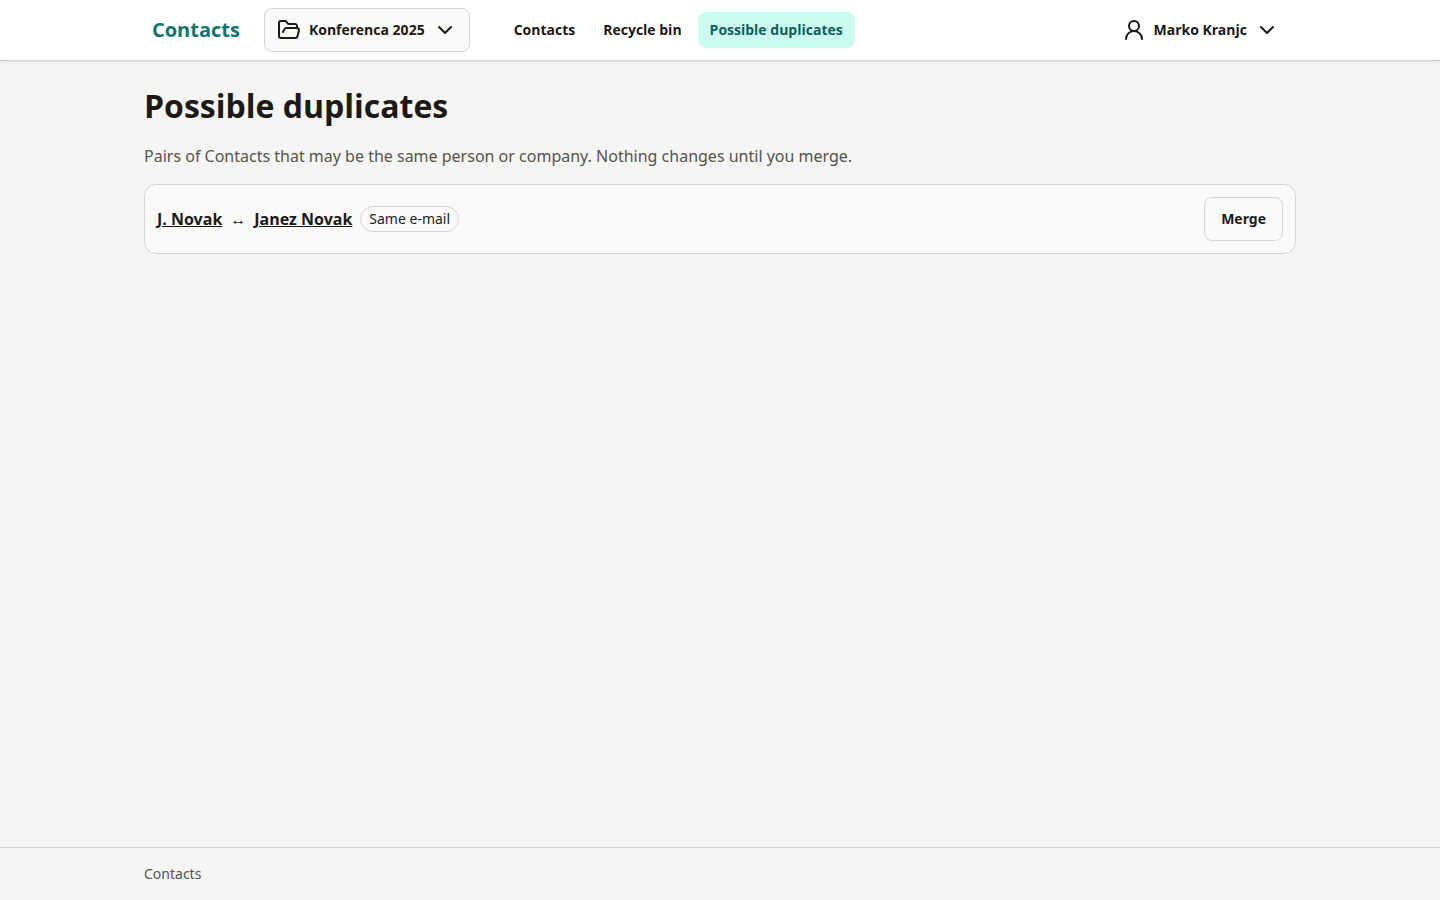 Contacts Konferenca 2025 Contacts Recycle bin Possible duplicates Marko Kranjc
Possible duplicates
Pairs of Contacts that may be the same person or company. Nothing changes until you merge.
J. Novak ↔ Janez Novak Same e-mail Merge
Contacts